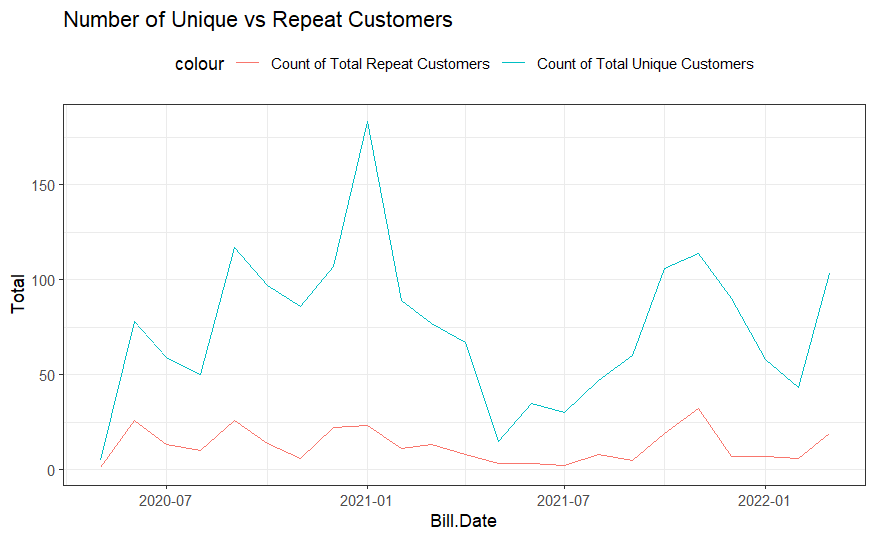 Number of Unique vs Repeat Customers
colour Count of Total Repeat Customers Count of Total Unique Customers
Total
150
100
50
0
2020-07 2021-01 2021-07 2022-01
Bill.Date